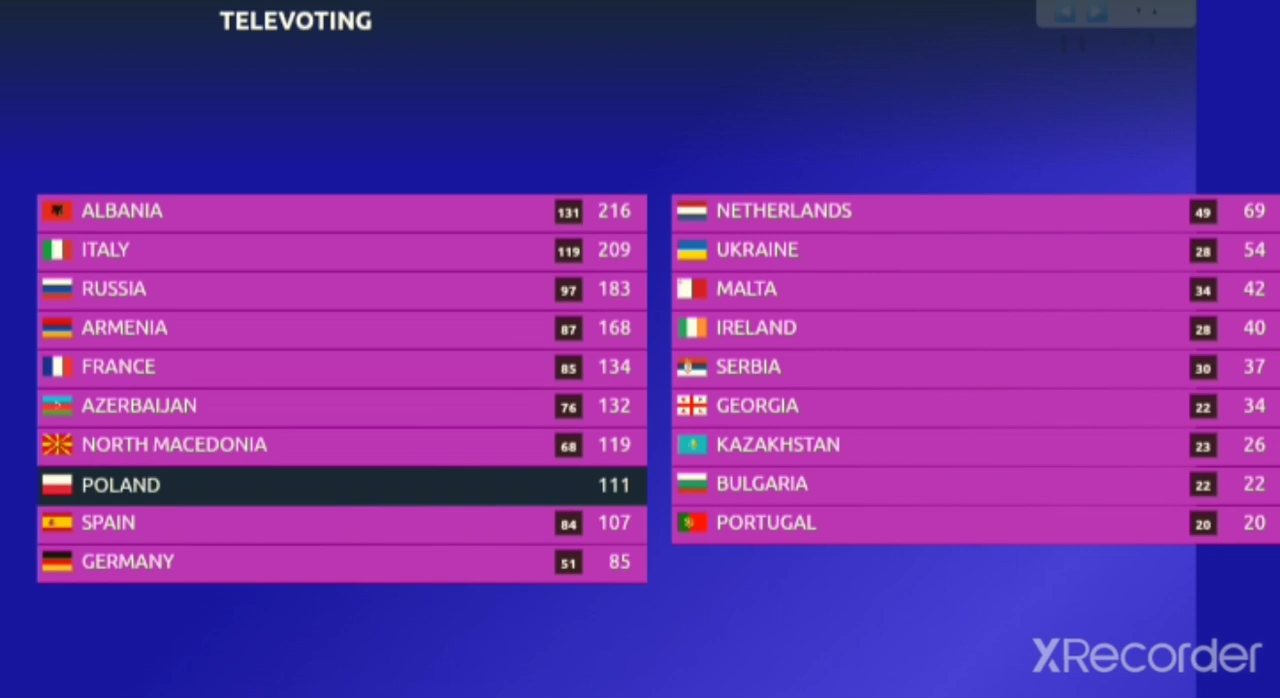 TELEVOTING
ALBANIA 131 216
ITALY 119 209
RUSSIA 97 183
ARMENIA 87 168
FRANCE 85 134
AZERBAIJAN 76 132
NORTH MACEDONIA 68 119
POLAND 111
SPAIN 84 107
GERMANY 51 85
NETHERLANDS 49 69
UKRAINE 28 54
MALTA 34 42
IRELAND 28 40
SERBIA 30 37
GEORGIA 22 34
KAZAKHSTAN 23 26
BULGARIA 22 22
PORTUGAL 20 20
XRecorder